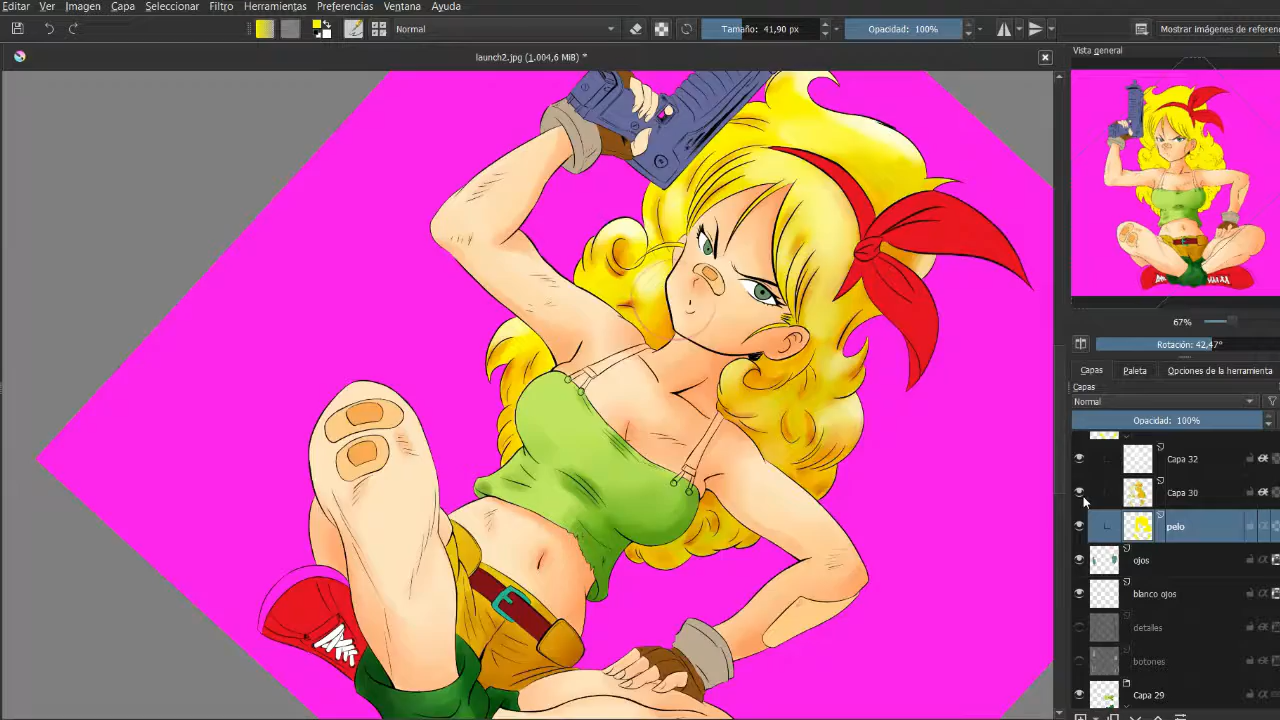 Editar Ver Imagen Capa Seleccionar Filtro Herramientas Preferencias Ventana Ayuda
Normal Tamaño: 41,90 px Opacidad: 100% Mostrar Imágenes de referen
launch2.jpg (1.004,6 MiB) *
Vista general
67%
Rotación: 42,47°
Capas Paleta Opciones de la herramienta
Capas
Normal
Opacidad: 100%
Capa 32
Capa 30
pelo
ojos
blanco ojos
detalles
botones
Capa 29